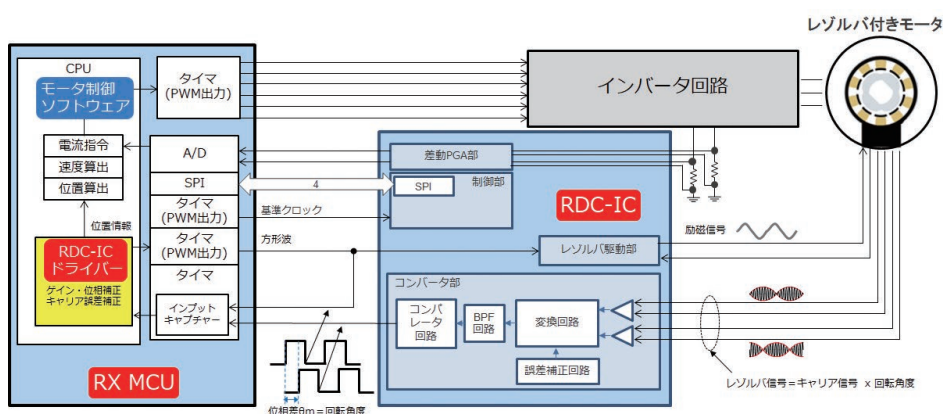 レゾルバ付きモータ
CPU
モータ制御
ソフトウェア
電流指令
速度算出
位置算出
位置情報
RDC-IC
ドライバー
ゲイン・位相補正
キャリア誤差補正
RX MCU
タイマ
(PWM出力)
A/D
SPI
タイマ
(PWM出力)
タイマ
(PWM出力)
タイマ
インプット
キャプチャー
4
基準クロック
方形波
位相差θm=回転角度
インバータ回路
差動PGA部
制御部
SPI
RDC-IC
レゾルバ駆動部
励磁信号
コンバータ部
コンパ
レータ
回路
BPF
回路
変換回路
誤差補正回路
レゾルバ信号=キャリア信号 x 回転角度